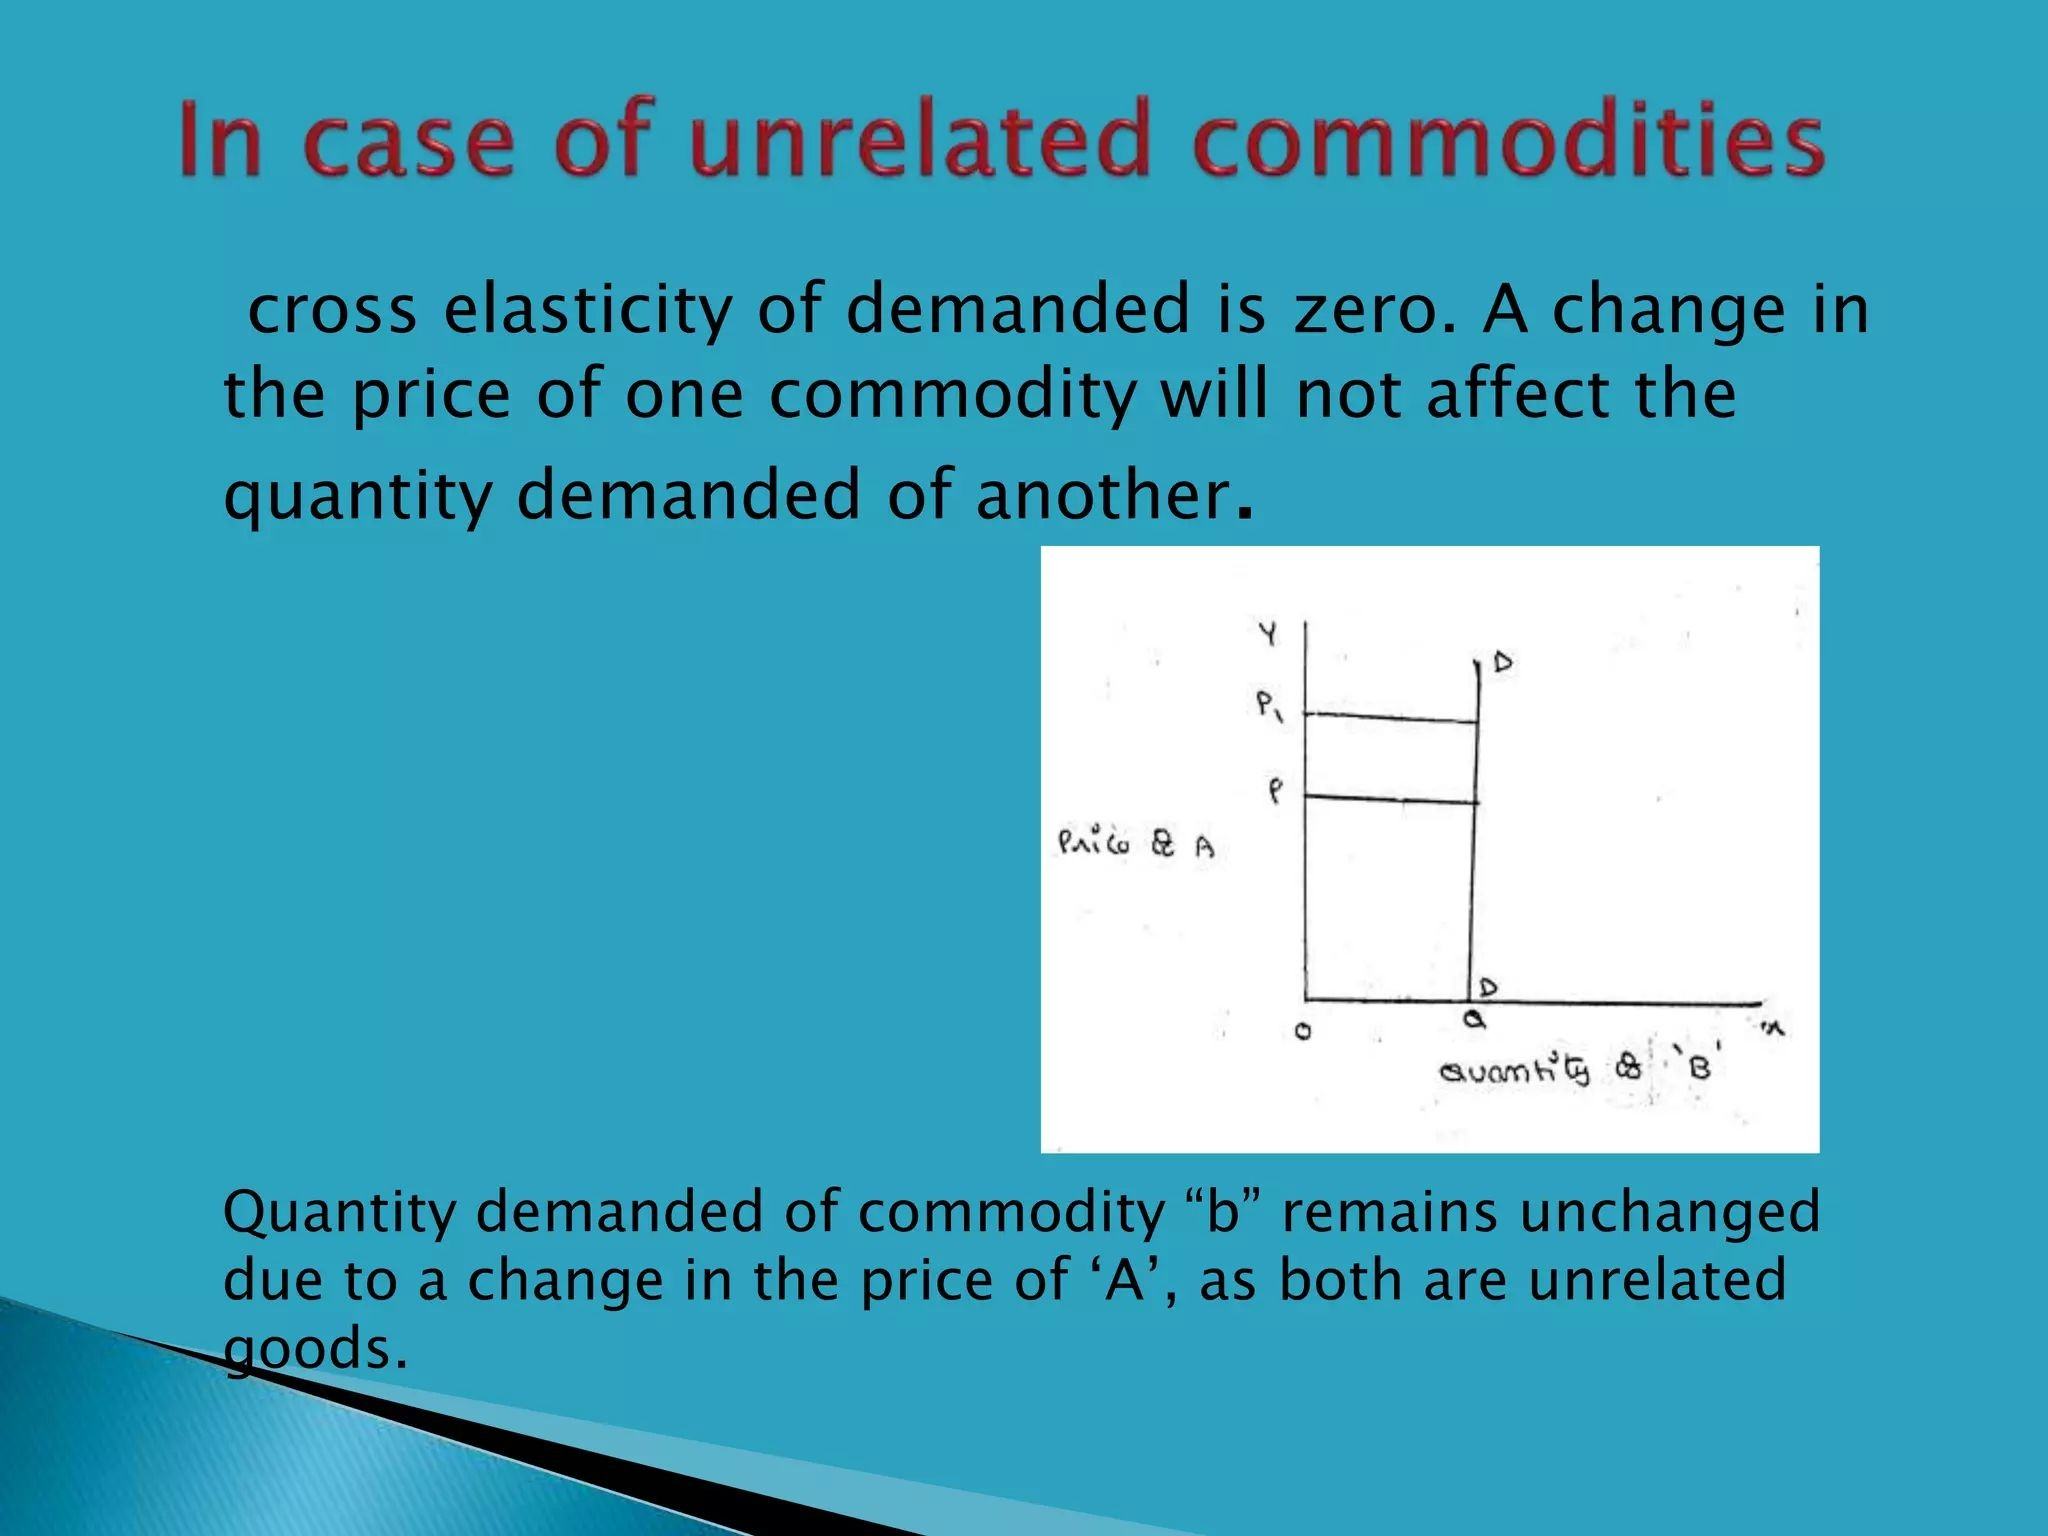 In case of unrelated commodities
cross elasticity of demanded is zero. A change in
the price of one commodity will not affect the
quantity demanded of another.
Y
D
P₁
P
Price of A
D
O
Q
x
Quantity of 'B'
Quantity demanded of commodity “b” remains unchanged
due to a change in the price of ‘A’, as both are unrelated
goods.